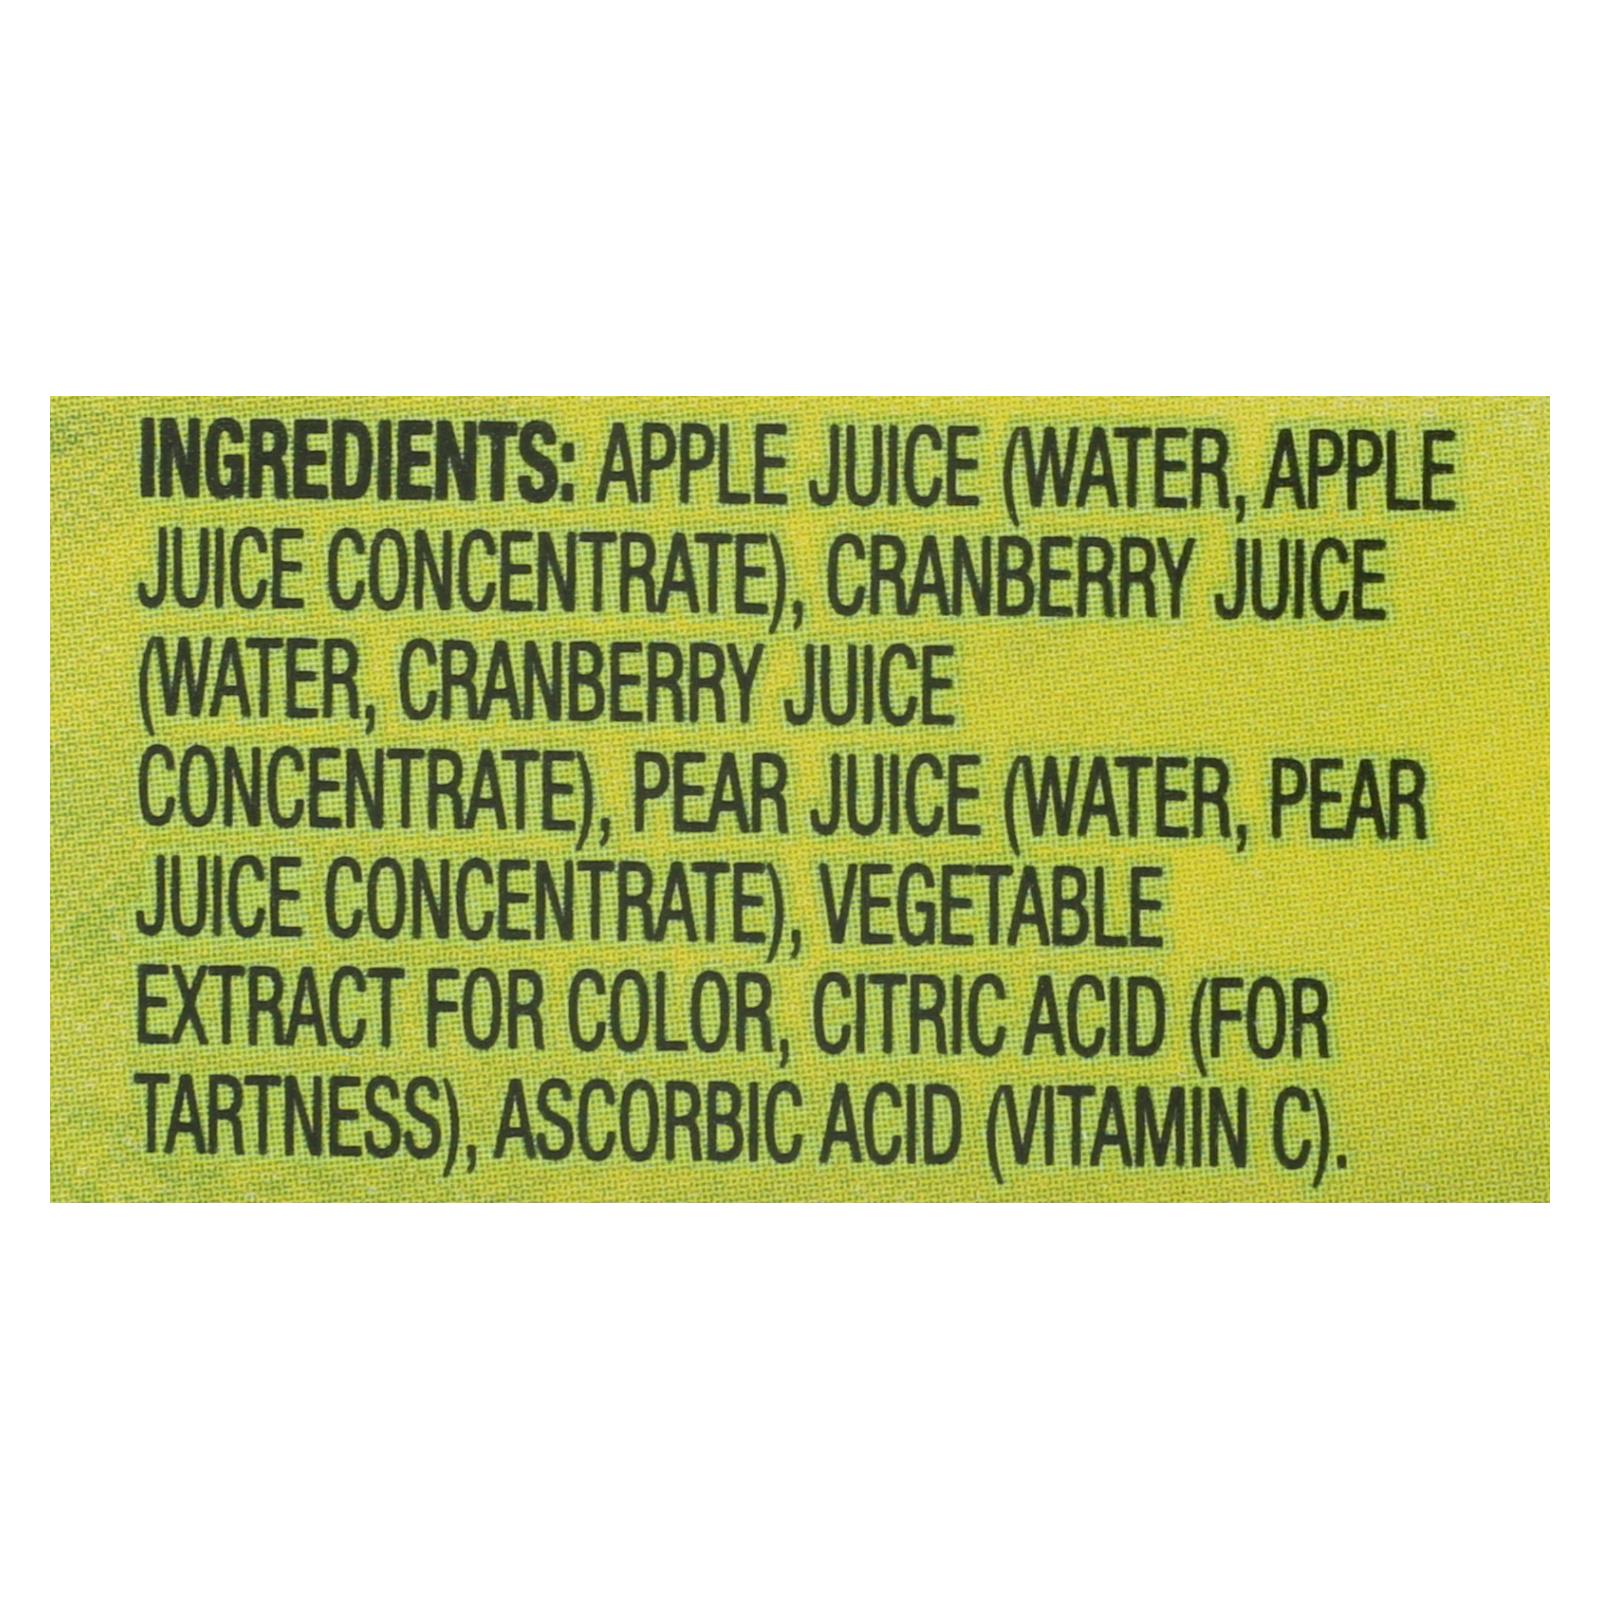 INGREDIENTS: APPLE JUICE (WATER, APPLE
JUICE CONCENTRATE), CRANBERRY JUICE
(WATER, CRANBERRY JUICE
CONCENTRATE), PEAR JUICE (WATER, PEAR
JUICE CONCENTRATE), VEGETABLE
EXTRACT FOR COLOR, CITRIC ACID (FOR
TARTNESS), ASCORBIC ACID (VITAMIN C).